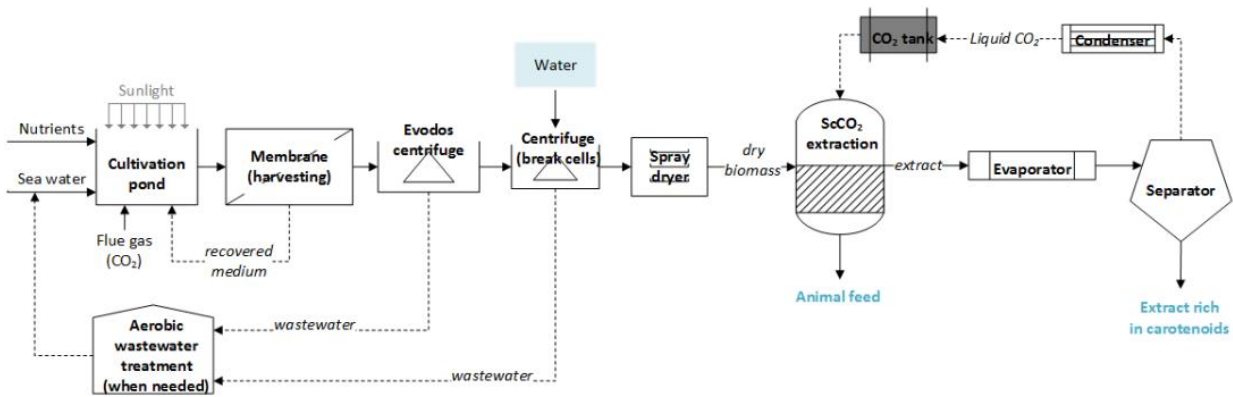 CO₂ tank
Liquid CO₂
Condenser
Water
Sunlight
Nutrients
Sea water
Cultivation
pond
Flue gas
(CO₂)
Membrane
(harvesting)
recovered
medium
Evodos
centrifuge
Centrifuge
(break cells)
Spray
dryer
dry
biomass
ScCO₂
extraction
extract
Evaporator
Separator
Animal feed
Extract rich
in carotenoids
Aerobic
wastewater
treatment
(when needed)
wastewater
wastewater